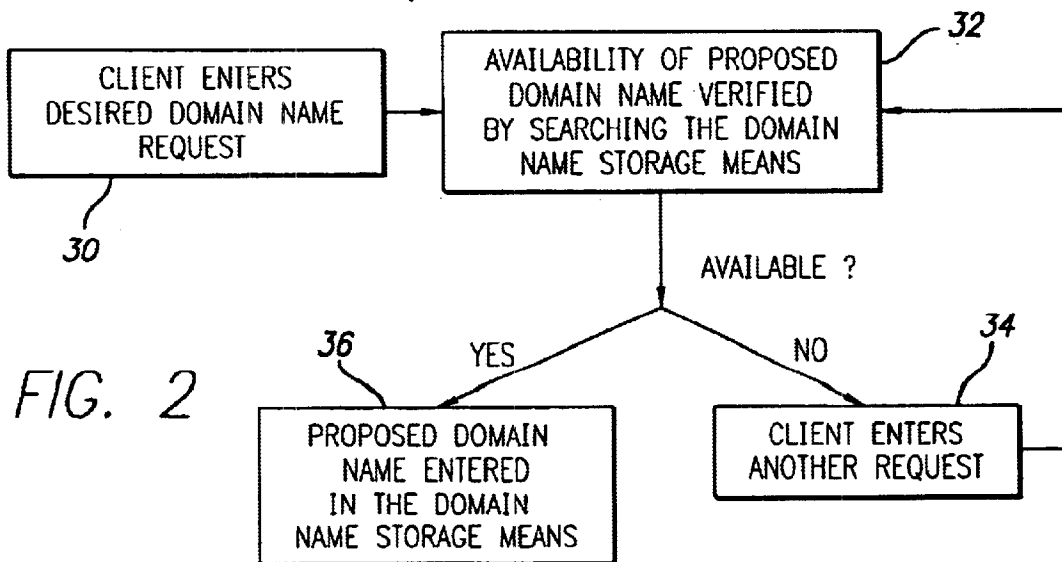 32
CLIENT ENTERS
DESIRED DOMAIN NAME
REQUEST
AVAILABILITY OF PROPOSED
DOMAIN NAME VERIFIED
BY SEARCHING THE DOMAIN
NAME STORAGE MEANS
30
AVAILABLE ?
YES
NO
36
34
FIG. 2
PROPOSED DOMAIN
NAME ENTERED
IN THE DOMAIN
NAME STORAGE MEANS
CLIENT ENTERS
ANOTHER REQUEST